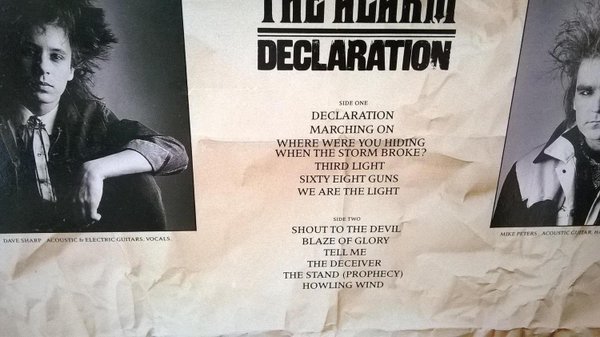 THE ALARM
DECLARATION
SIDE ONE
DECLARATION
MARCHING ON
WHERE WERE YOU HIDING
WHEN THE STORM BROKE?
THIRD LIGHT
SIXTY EIGHT GUNS
WE ARE THE LIGHT
SIDE TWO
SHOUT TO THE DEVIL
BLAZE OF GLORY
TELL ME
THE DECEIVER
THE STAND (PROPHECY)
HOWLING WIND
DAVE SHARP ACOUSTIC & ELECTRIC GUITARS, VOCALS.
MIKE PETERS ACOUSTIC GUITAR,